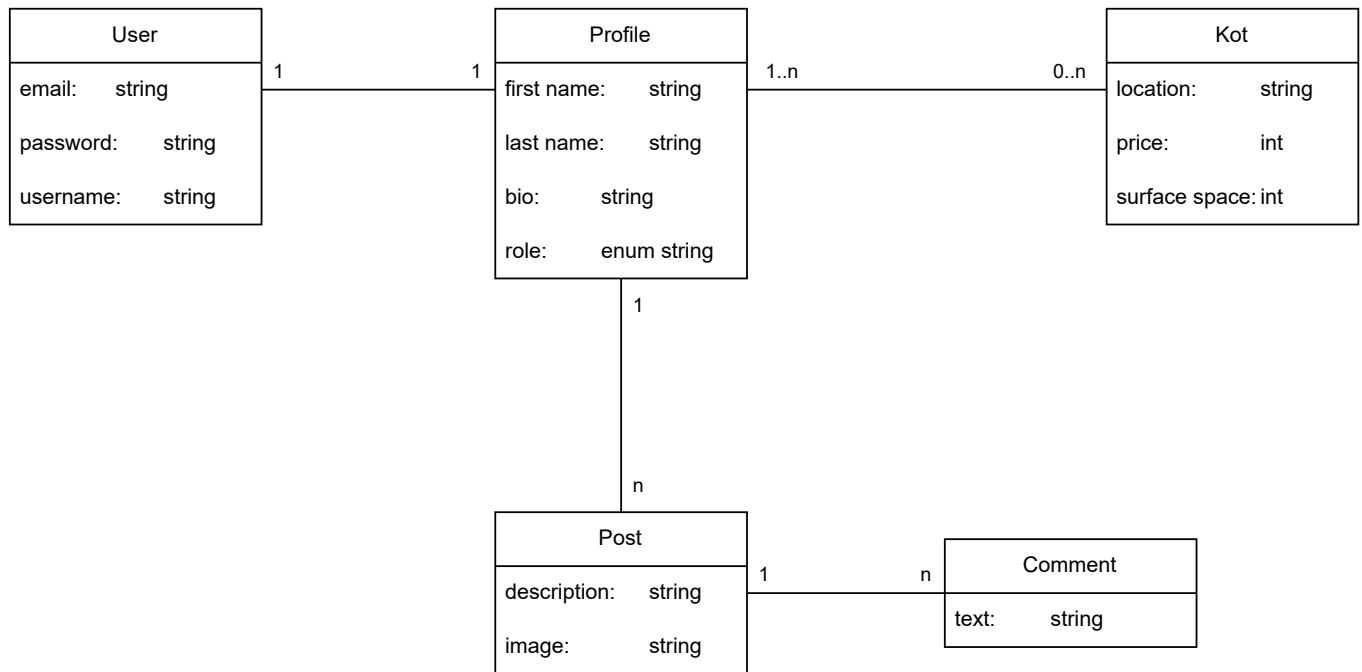 User
email: string
password: string
username: string
1
1
Profile
first name: string
last name: string
bio: string
role: enum string
1..n
0..n
Kot
location: string
price: int
surface space: int
1
n
Post
description: string
image: string
1
n
Comment
text: string